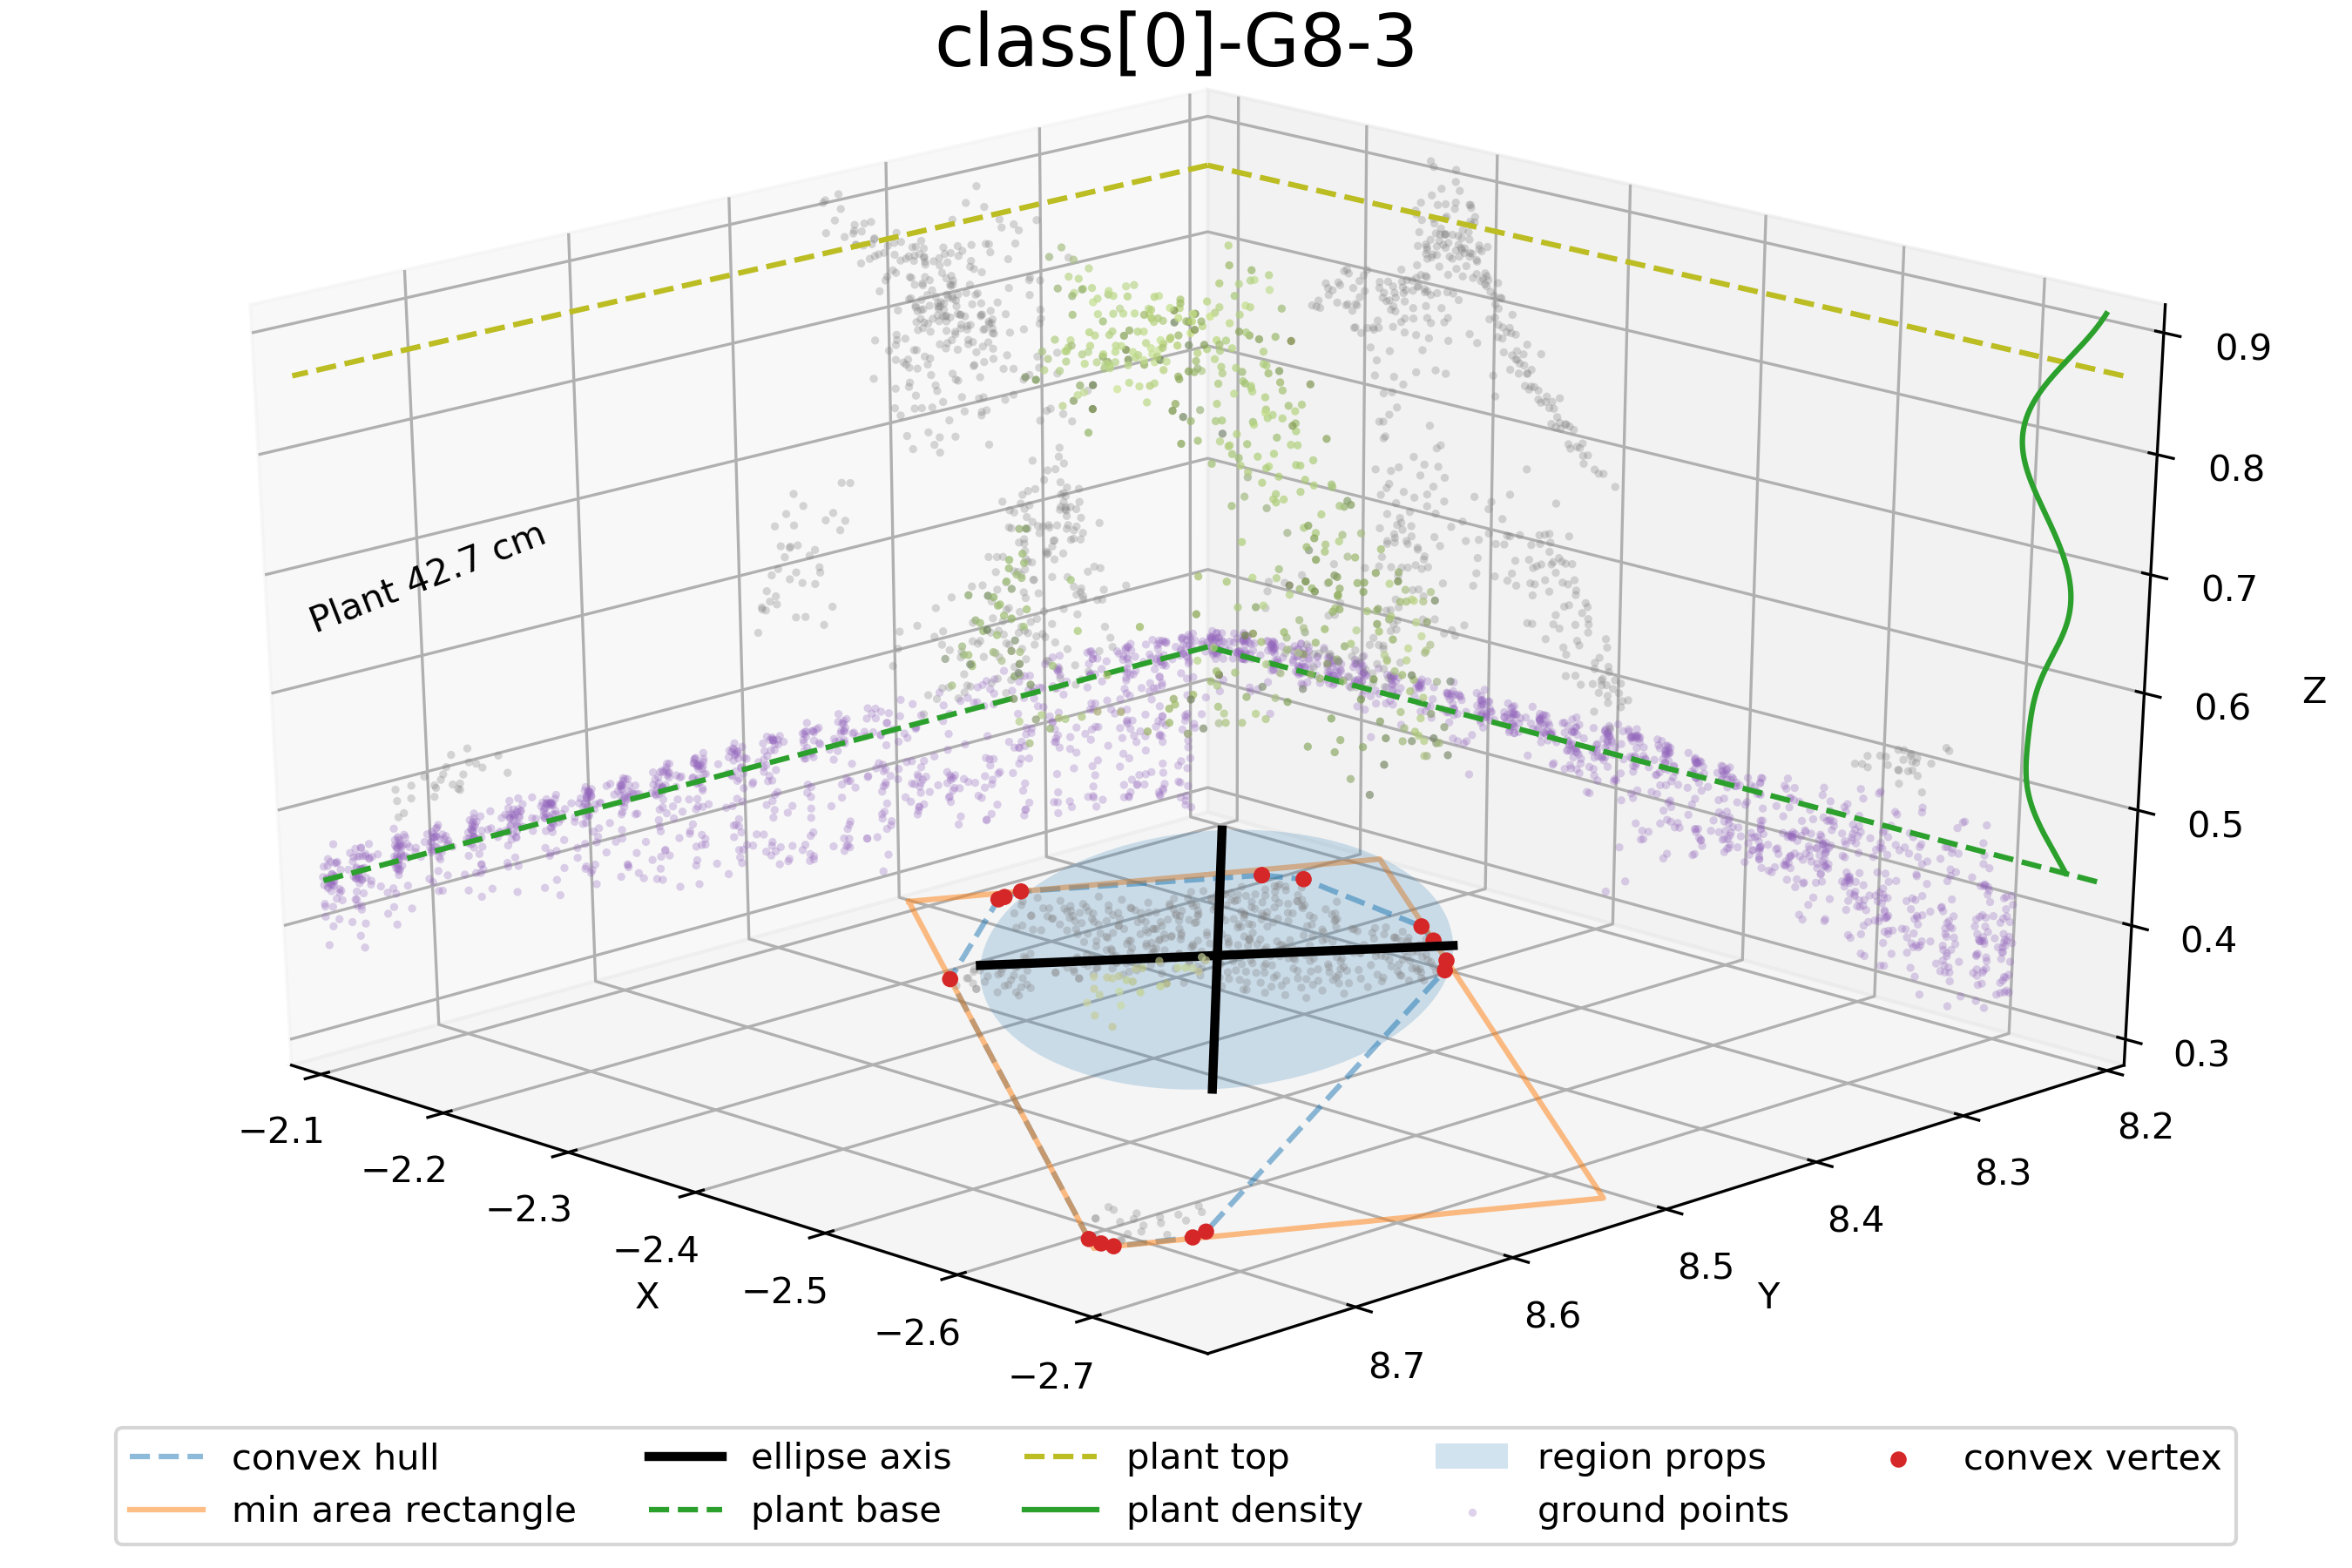 class[0]-G8-3
Plant 42.7 cm
0.9
0.8
0.7
0.6
Z
0.5
0.4
0.3
−2.1
−2.2
−2.3
−2.4
−2.5
−2.6
−2.7
X
8.2
8.3
8.4
8.5
8.6
8.7
Y
convex hull
min area rectangle
ellipse axis
plant base
plant top
plant density
region props
ground points
convex vertex